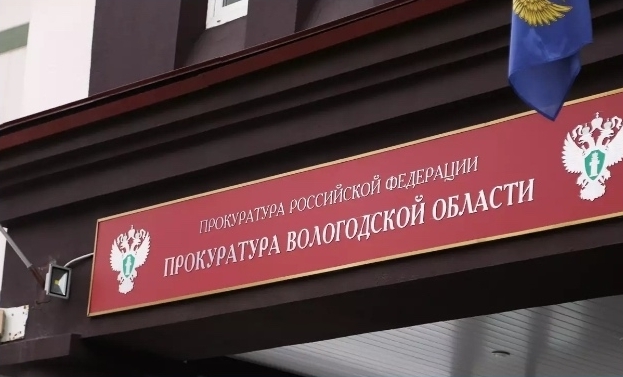 ПРОКУРАТУРА РОССИЙСКОЙ ФЕДЕРАЦИИ
ПРОКУРАТУРА ВОЛОГОДСКОЙ ОБЛАСТИ